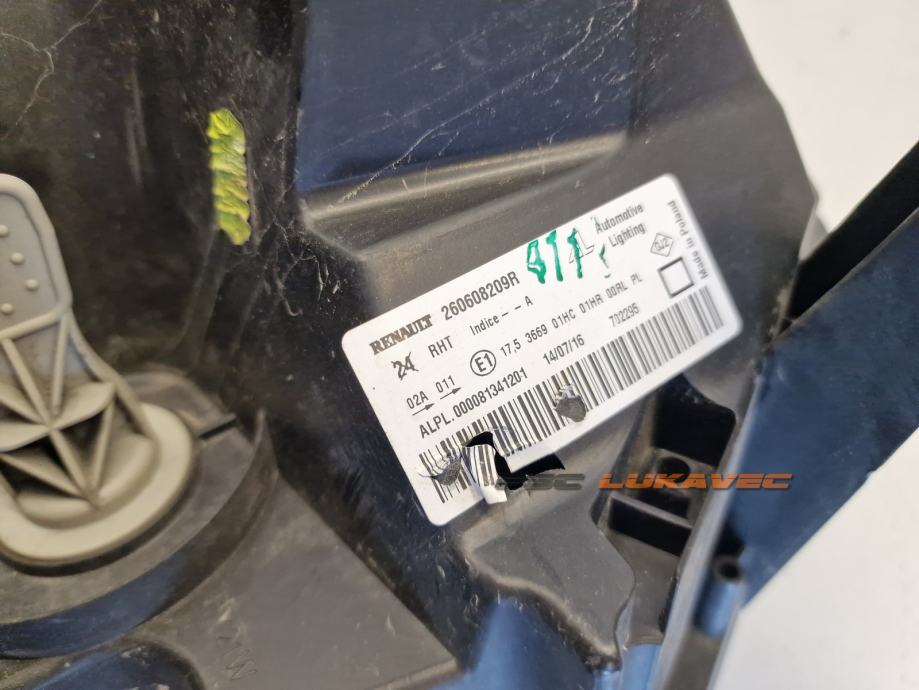 RENAULT 260608209R
Automotive
Lighting
Made in Poland
24 RHT Indice - - A
02A 011 E1 17,5 3669 01HC 01HR 00RL PL
ALPL.000081341201 14/07/16 702295
LUKAVEC